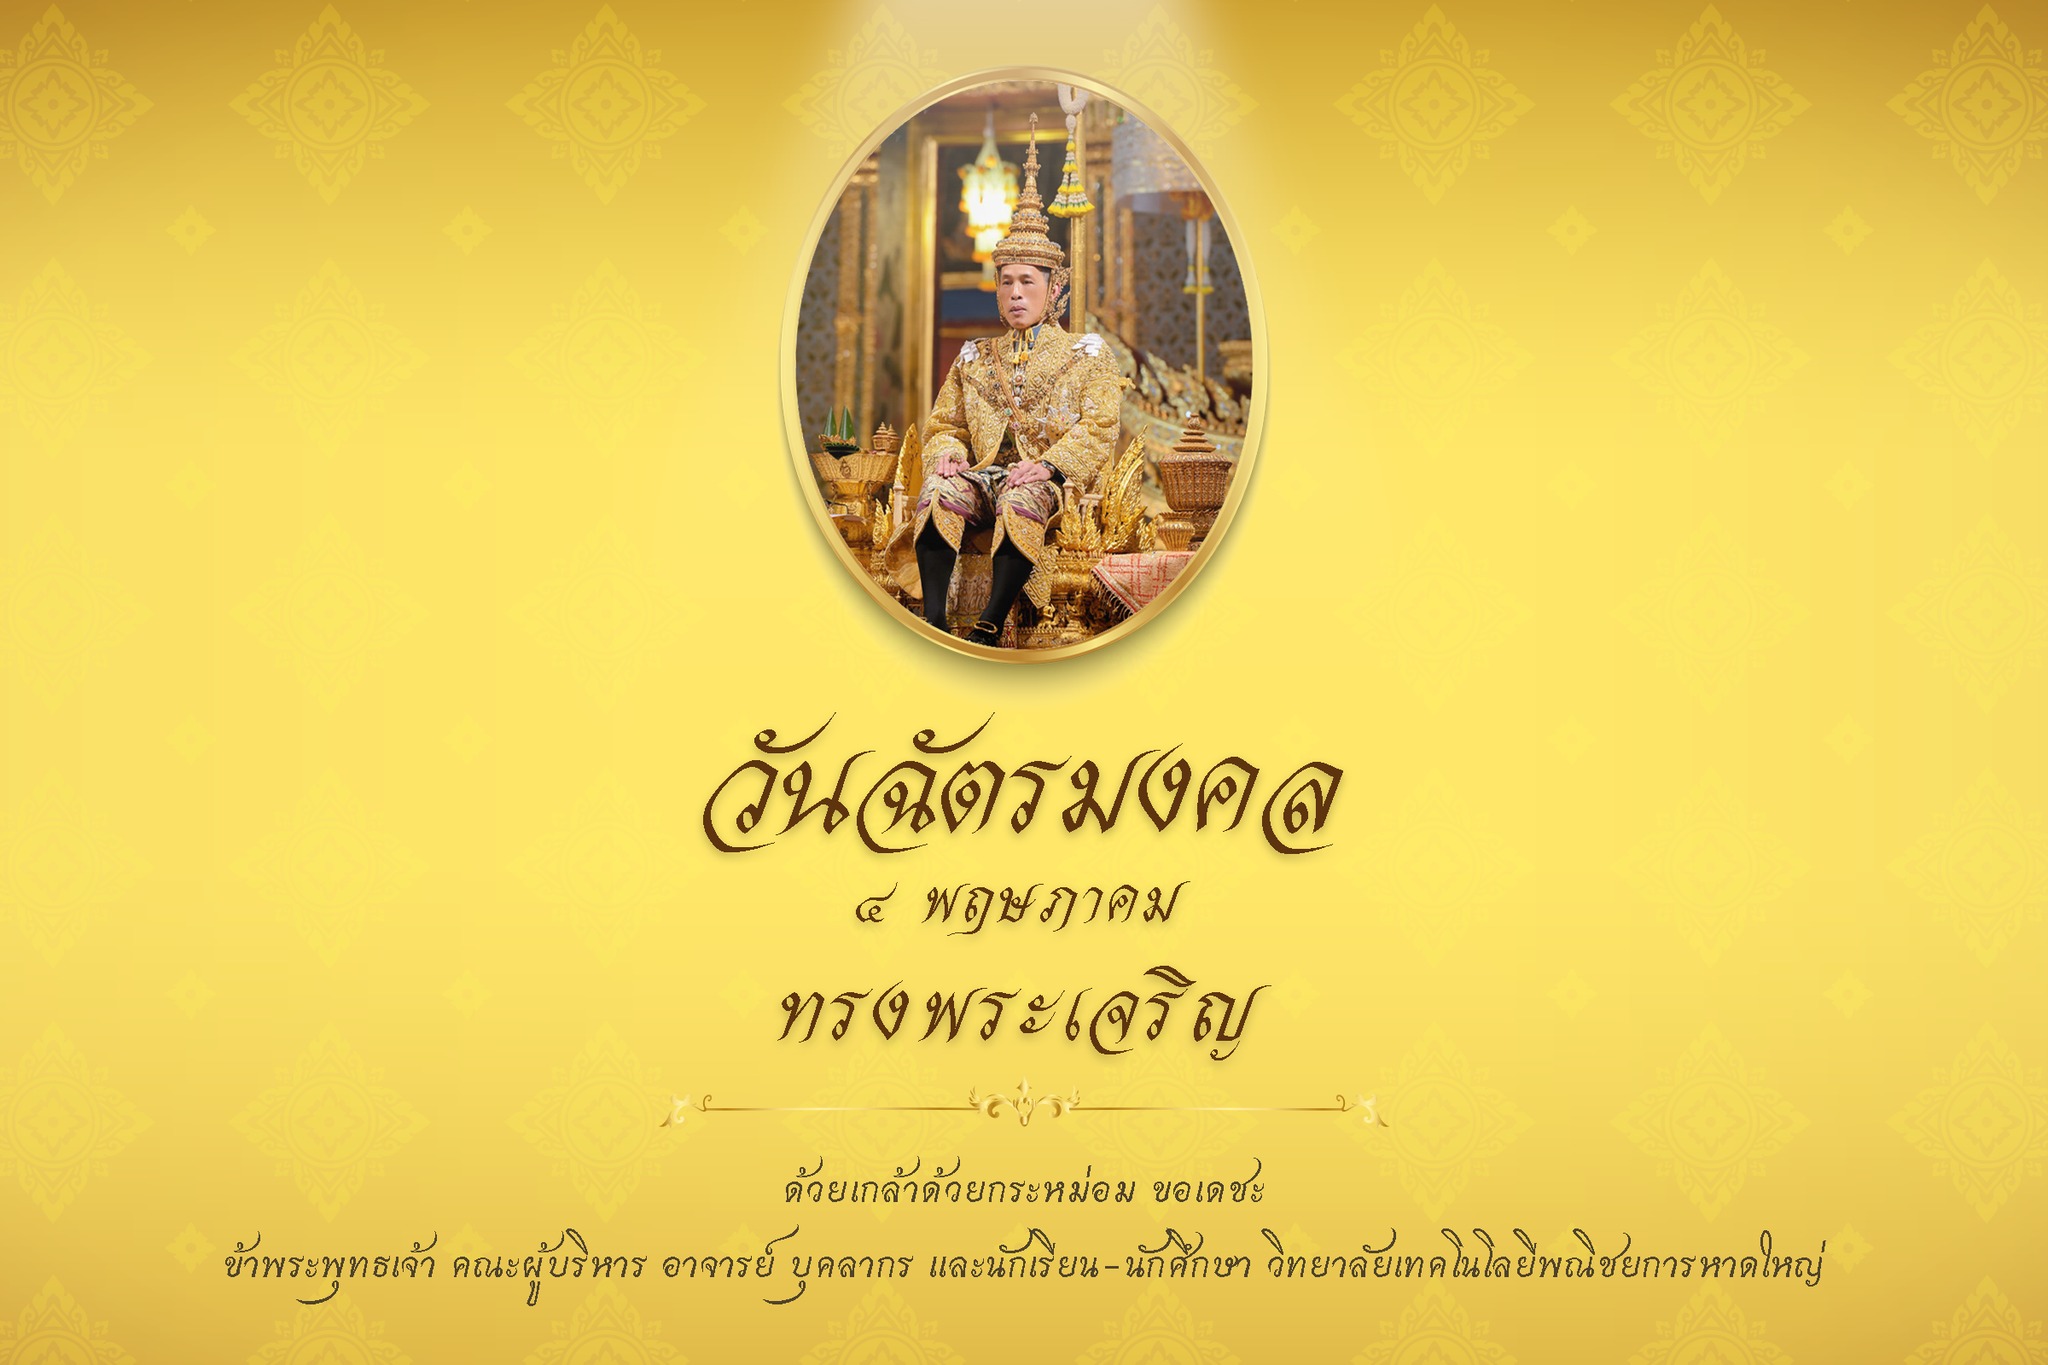 วันฉัตรมงคล
๔ พฤษภาคม
ทรงพระเจริญ
ด้วยเกล้าด้วยกระหม่อม ขอเดชะ
ข้าพระพุทธเจ้า คณะผู้บริหาร อาจารย์ บุคลากร และนักเรียน-นักศึกษา วิทยาลัยเทคโนโลยีพณิชยการหาดใหญ่